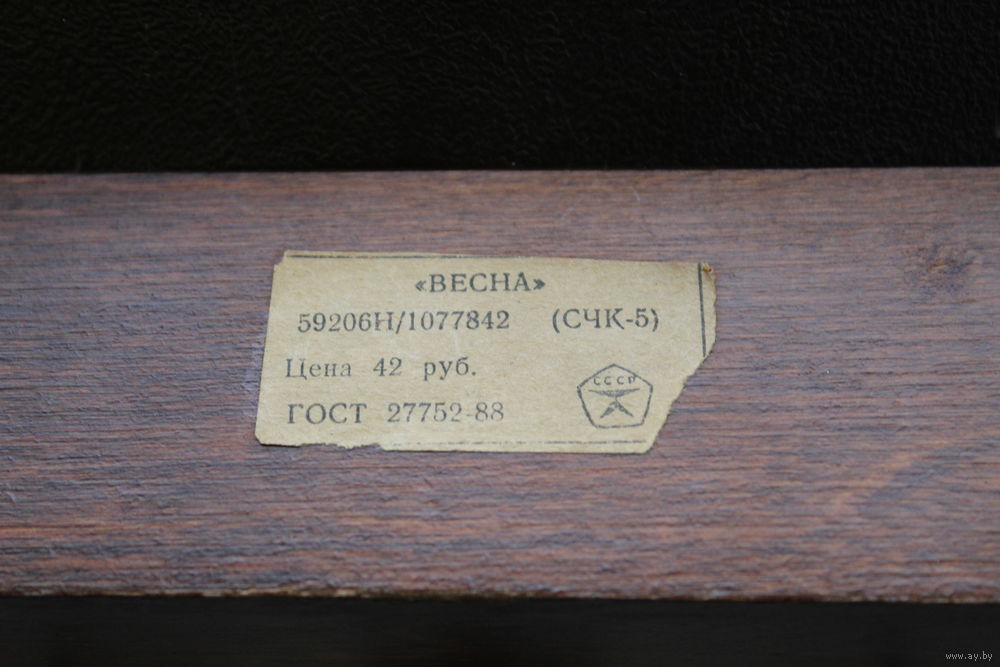 «ВЕСНА»
59206Н/1077842 (СЧК-5)
Цена 42 руб.
ГОСТ 27752-88
СССР
www.ay.by